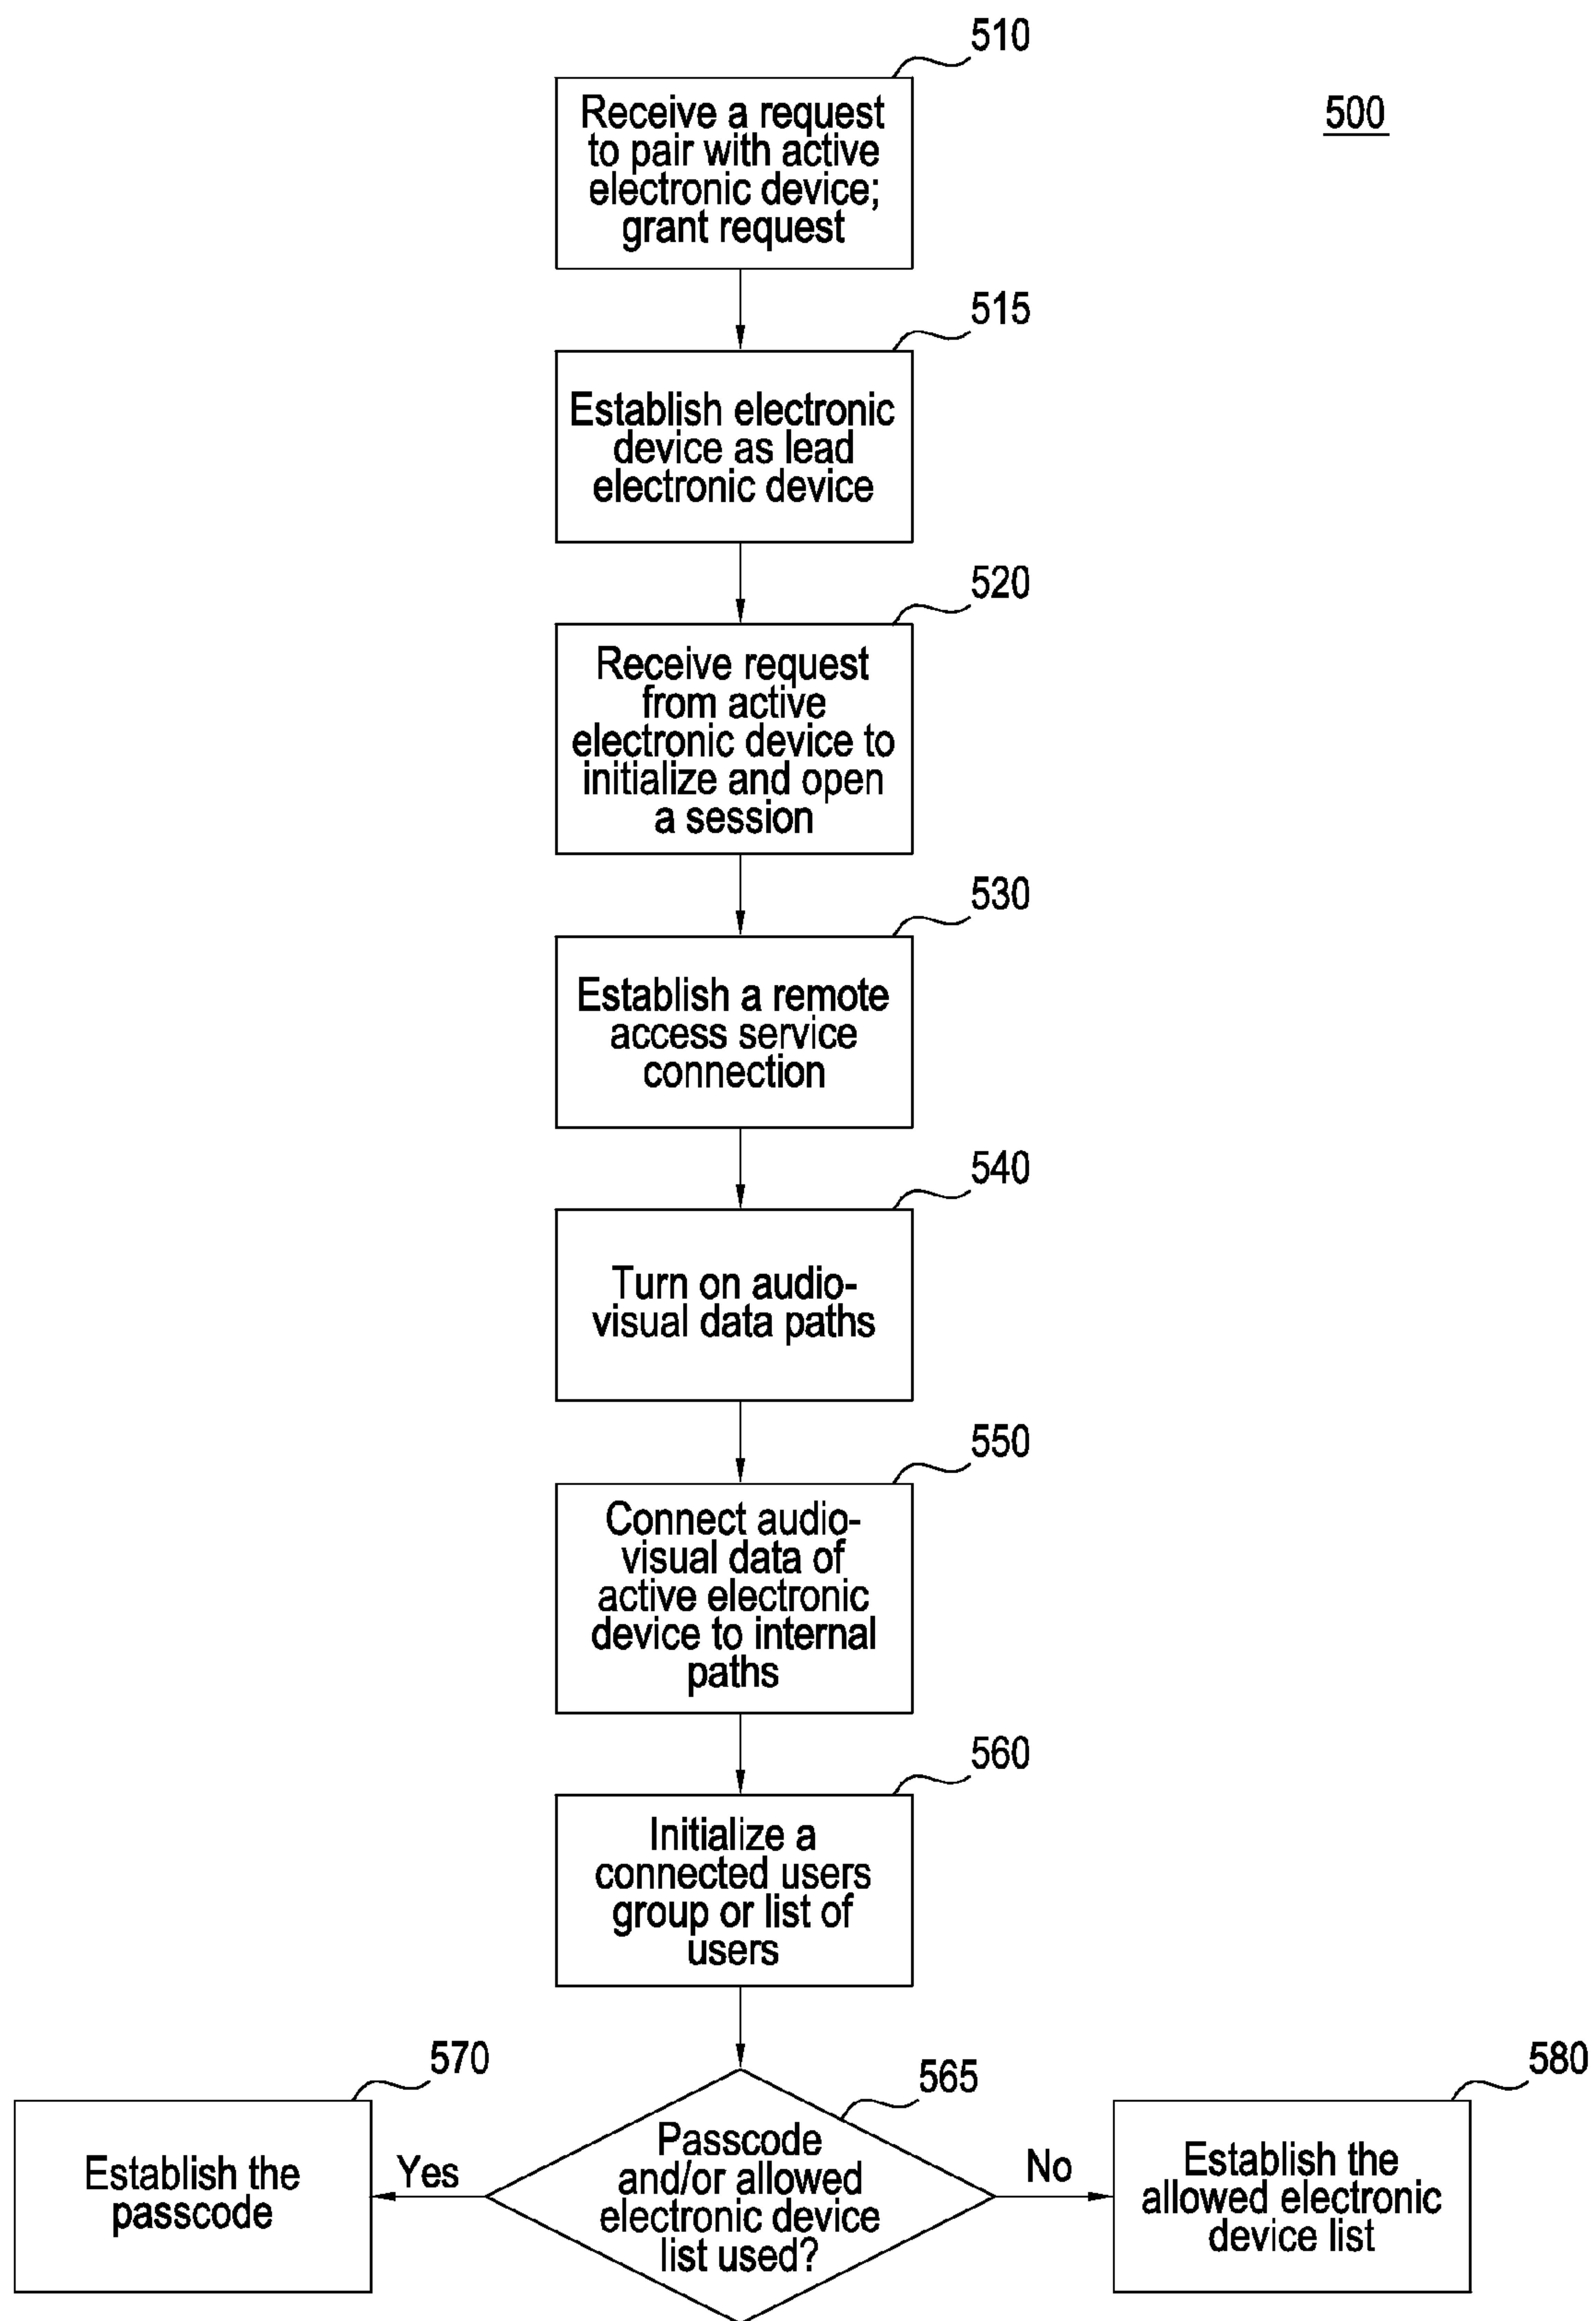 510
500
Receive a request
to pair with active
electronic device;
grant request
515
Establish electronic
device as lead
electronic device
520
Receive request
from active
electronic device to
initialize and open
a session
530
Establish a remote
access service
connection
540
Turn on audio-
visual data paths
550
Connect audio-
visual data of
active electronic
device to internal
paths
560
Initialize a
connected users
group or list of
users
570
565
580
Establish the
passcode
Yes
Passcode
and/or allowed
electronic device
list used?
No
Establish the
allowed electronic
device list